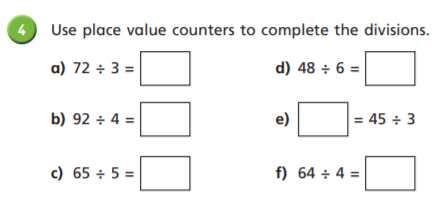 4 Use place value counters to complete the divisions.
a) 72 ÷ 3 =
d) 48 ÷ 6 =
b) 92 ÷ 4 =
e) = 45 ÷ 3
c) 65 ÷ 5 =
f) 64 ÷ 4 =